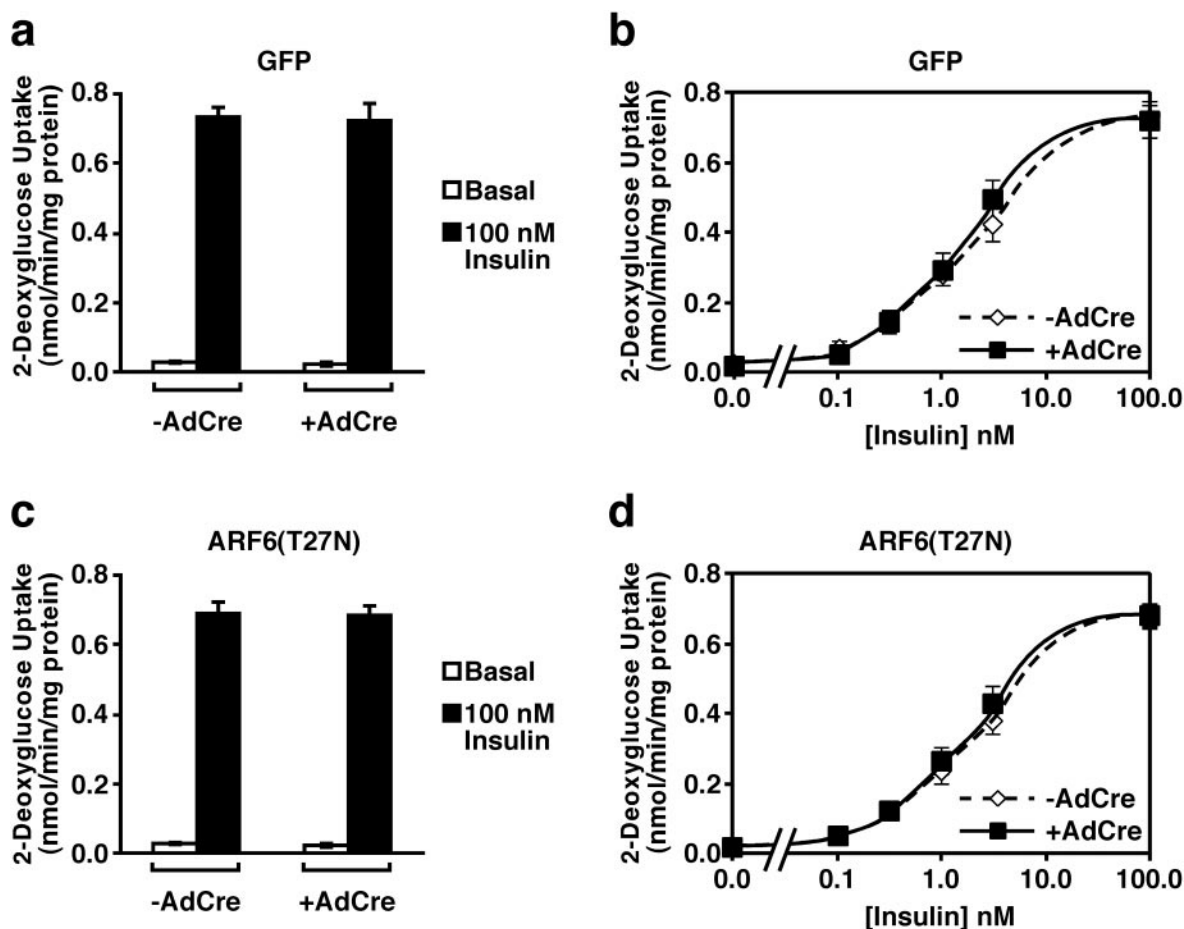 a
GFP
2-Deoxyglucose Uptake
(nmol/min/mg protein)
0.8
0.6
0.4
0.2
0.0
-AdCre
+AdCre
Basal
100 nM
Insulin
b
GFP
2-Deoxyglucose Uptake
(nmol/min/mg protein)
0.8
0.6
0.4
0.2
0.0
-AdCre
+AdCre
0.0
0.1
1.0
10.0
100.0
[Insulin] nM
c
ARF6(T27N)
2-Deoxyglucose Uptake
(nmol/min/mg protein)
0.8
0.6
0.4
0.2
0.0
-AdCre
+AdCre
Basal
100 nM
Insulin
d
ARF6(T27N)
2-Deoxyglucose Uptake
(nmol/min/mg protein)
0.8
0.6
0.4
0.2
0.0
-AdCre
+AdCre
0.0
0.1
1.0
10.0
100.0
[Insulin] nM